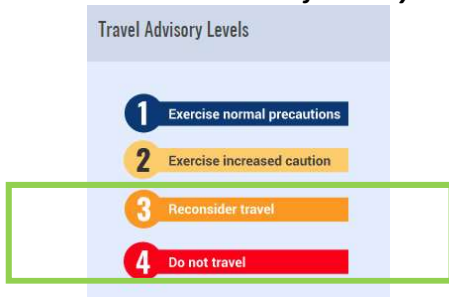 Travel Advisory Levels
1 Exercise normal precautions
2 Exercise increased caution
3 Reconsider travel
4 Do not travel